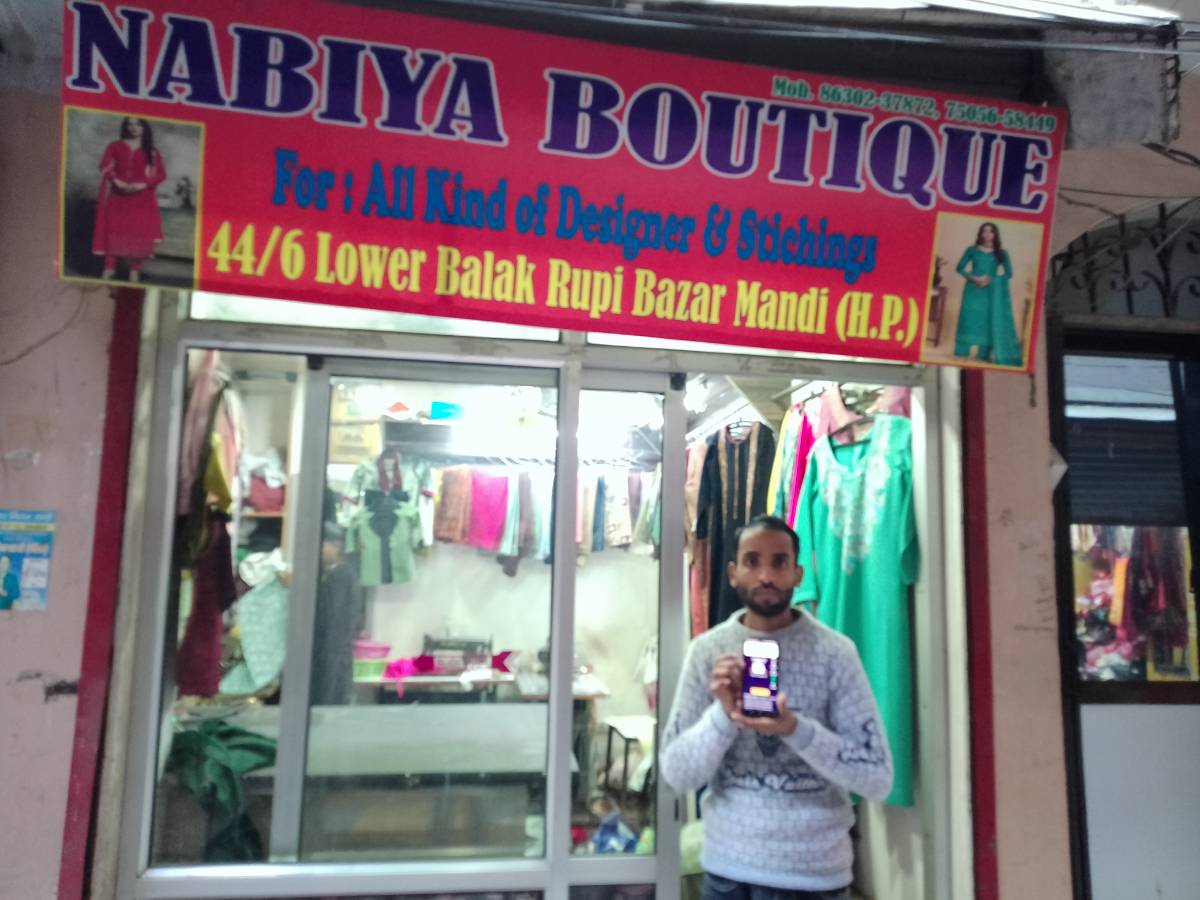 NABIYA BOUTIQUE
MoD. 86302-37872, 75056-58449
For : All Kind of Designer & Stichings
44/6 Lower Balak Rupi Bazar Mandi (H.P.)